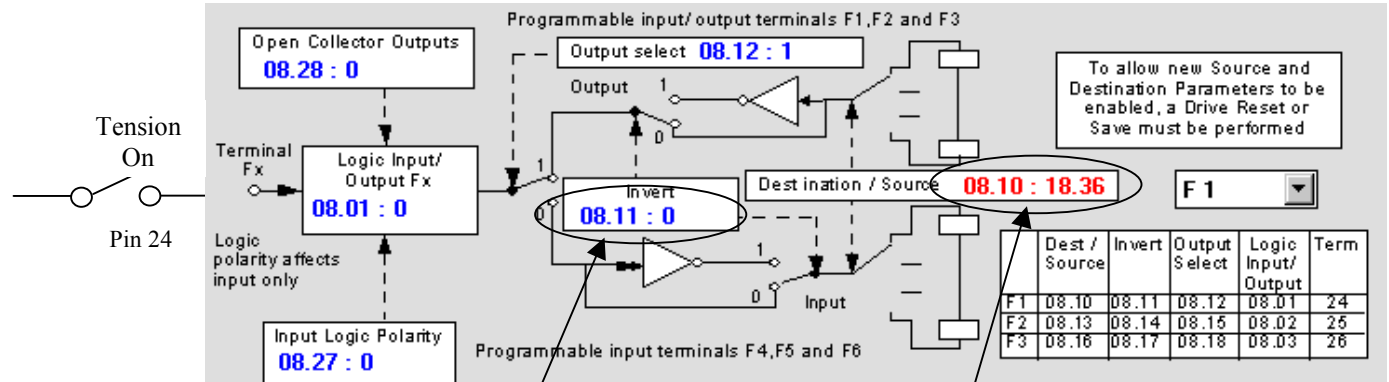 Programmable input/ output terminals F1,F2 and F3
Open Collector Outputs
08.28 : 0
Output select 08.12 : 1
To allow new Source and
Destination Parameters to be
enabled, a Drive Reset or
Save must be performed
Output
1
0
Tension
On
Pin 24
Terminal
Fx
Logic Input/
Output Fx
08.01 : 0
1
0
Invert
08.11 : 0
Destination / Source 08.10 : 18.36
F 1
Logic
polarity affects
input only
1
0
Input
Input Logic Polarity
08.27 : 0
Programmable input terminals F4,F5 and F6
Dest / Source Invert Output Select Logic Input/ Output Term
F1 08.10 08.11 08.12 08.01 24
F2 08.13 08.14 08.15 08.02 25
F3 08.16 08.17 08.18 08.03 26